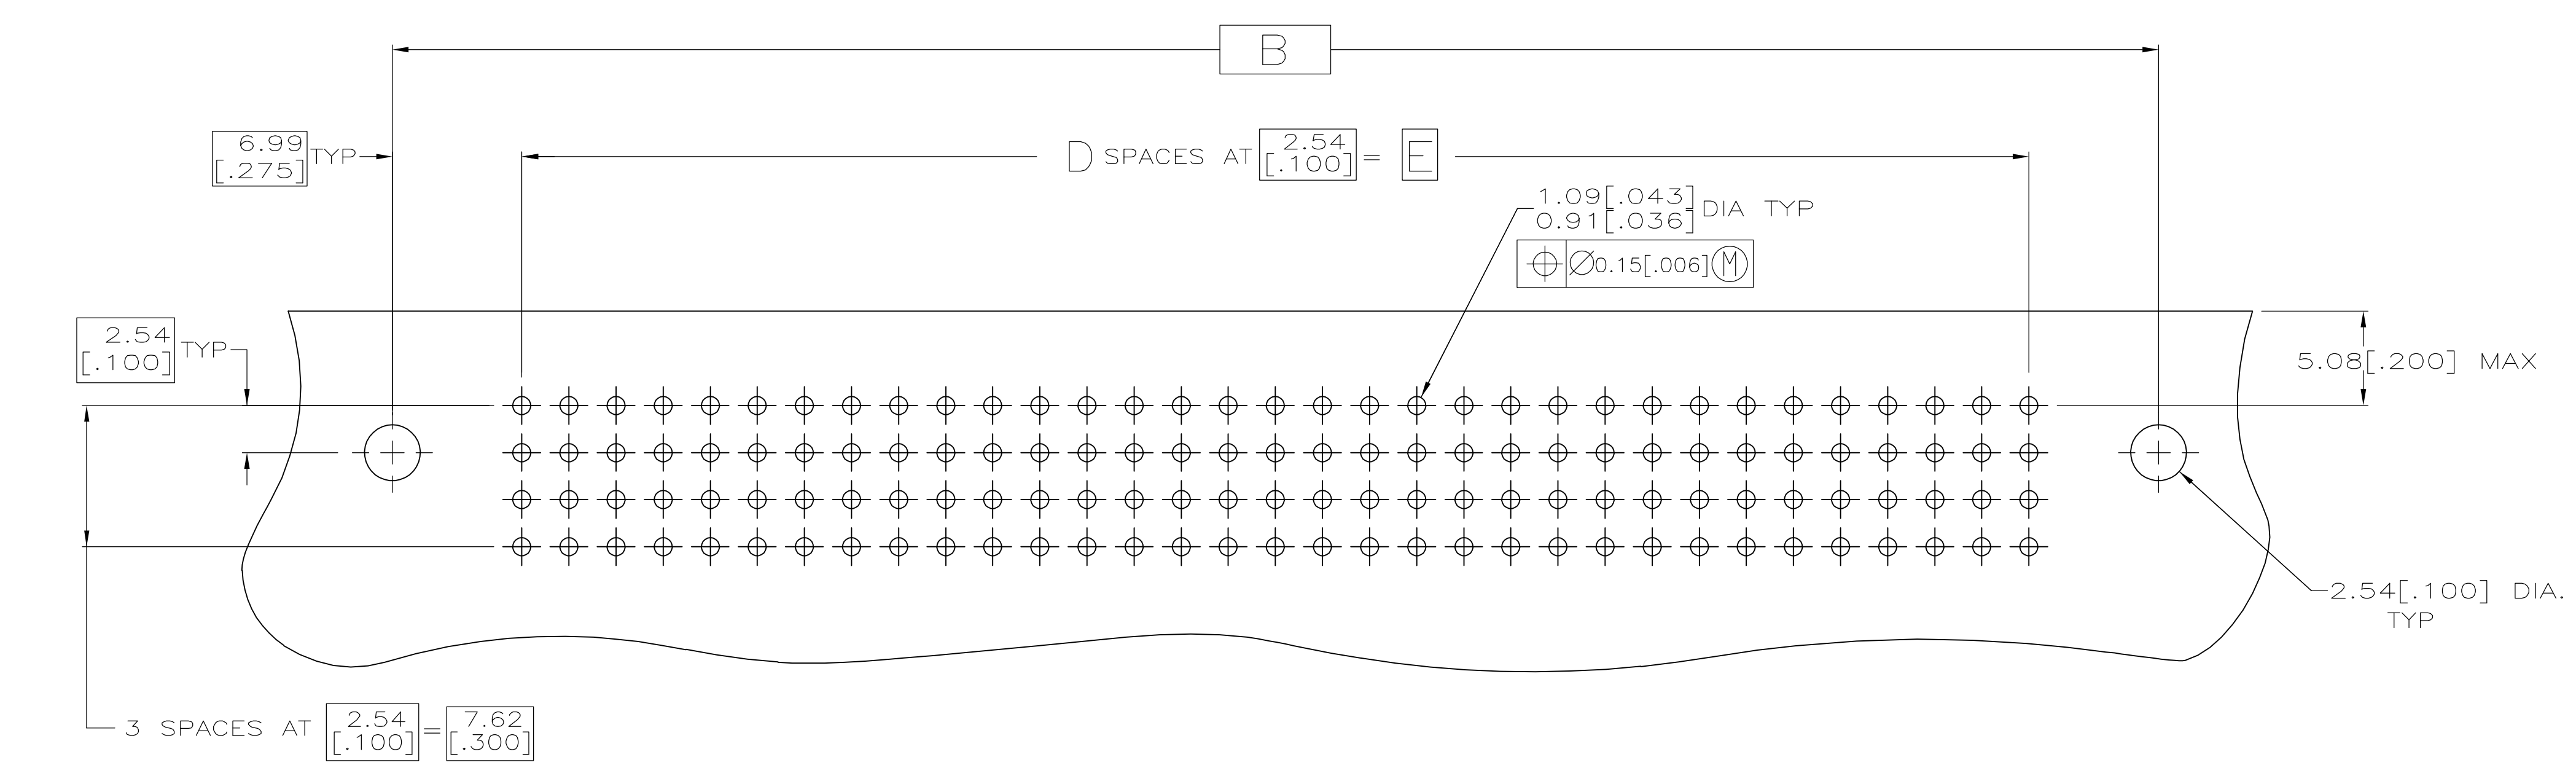 B
6.99
[.275] TYP
D SPACES AT 2.54
[.100] = E
1.09[.043]
0.91[.036] DIA TYP
⌖ ⌀0.15[.006]Ⓜ
2.54
[.100] TYP
5.08[.200] MAX
2.54[.100] DIA.
TYP
3 SPACES AT 2.54
[.100] = 7.62
[.300]